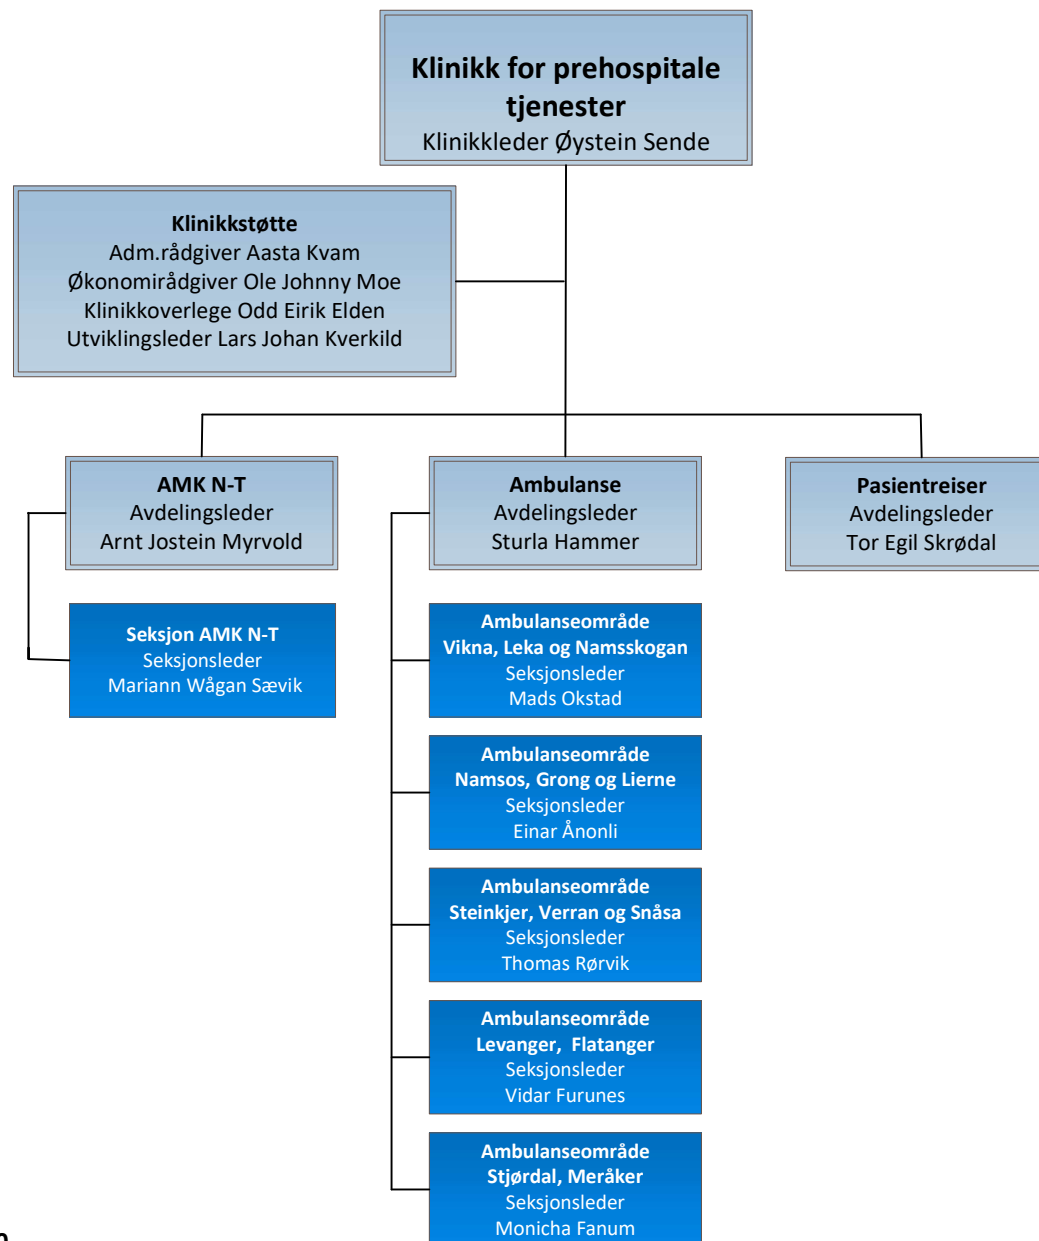 Klinikk for prehospitale
tjenester
Klinikkleder Øystein Sende
Klinikkstøtte
Adm.rådgiver Aasta Kvam
Økonomirådgiver Ole Johnny Moe
Klinikkoverlege Odd Eirik Elden
Utviklingsleder Lars Johan Kverkild
AMK N-T
Avdelingsleder
Arnt Jostein Myrvold
Ambulanse
Avdelingsleder
Sturla Hammer
Pasientreiser
Avdelingsleder
Tor Egil Skrødal
Seksjon AMK N-T
Seksjonsleder
Mariann Wågan Sævik
Ambulanseområde
Vikna, Leka og Namsskogan
Seksjonsleder
Mads Okstad
Ambulanseområde
Namsos, Grong og Lierne
Seksjonsleder
Einar Ånonli
Ambulanseområde
Steinkjer, Verran og Snåsa
Seksjonsleder
Thomas Rørvik
Ambulanseområde
Levanger,  Flatanger
Seksjonsleder
Vidar Furunes
Ambulanseområde
Stjørdal, Meråker
Seksjonsleder
Monicha Fanum